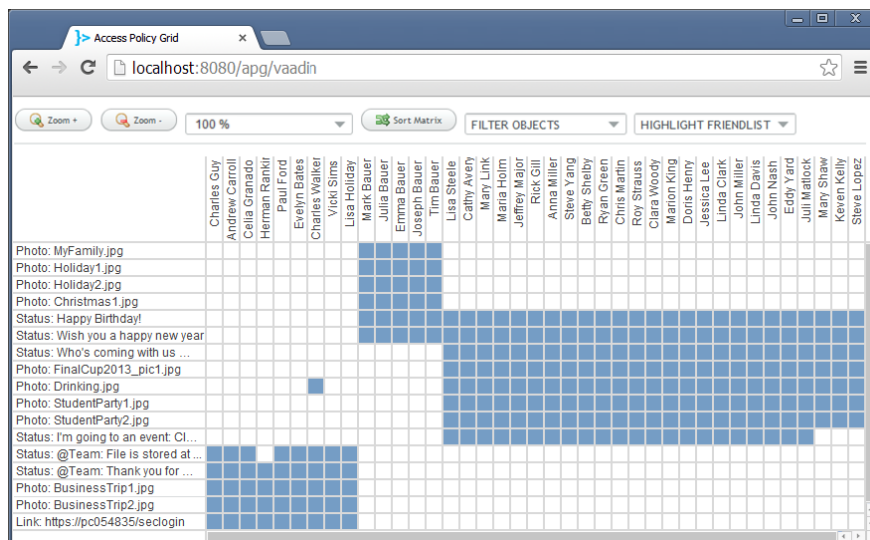 Access Policy Grid
localhost:8080/apg/vaadin
Zoom +
Zoom -
100 %
Sort Matrix
FILTER OBJECTS
HIGHLIGHT FRIENDLIST
Charles Guy
Andrew Carroll
Celia Granado
Herman Rankin
Paul Ford
Evelyn Bates
Charles Walker
Vicki Sims
Lisa Holiday
Mark Bauer
Julia Bauer
Emma Bauer
Joseph Bauer
Tim Bauer
Lisa Steele
Cathy Avery
Mary Link
Maria Holm
Jeffrey Major
Rick Gill
Anna Miller
Steve Yang
Betty Shelby
Ryan Green
Chris Martin
Roy Strauss
Clara Woody
Marion King
Doris Henry
Jessica Lee
Linda Clark
John Miller
Linda Davis
John Nash
Eddy Yard
Juli Matlock
Mary Shaw
Keven Kelly
Steve Lopez
Photo: MyFamily.jpg
Photo: Holiday1.jpg
Photo: Holiday2.jpg
Photo: Christmas1.jpg
Status: Happy Birthday!
Status: Wish you a happy new year
Status: Who's coming with us ...
Photo: FinalCup2013_pic1.jpg
Photo: Drinking.jpg
Photo: StudentParty1.jpg
Photo: StudentParty2.jpg
Status: I'm going to an event: Cl...
Status: @Team: File is stored at ...
Status: @Team: Thank you for ...
Photo: BusinessTrip1.jpg
Photo: BusinessTrip2.jpg
Link: https://pc054835/seclogin